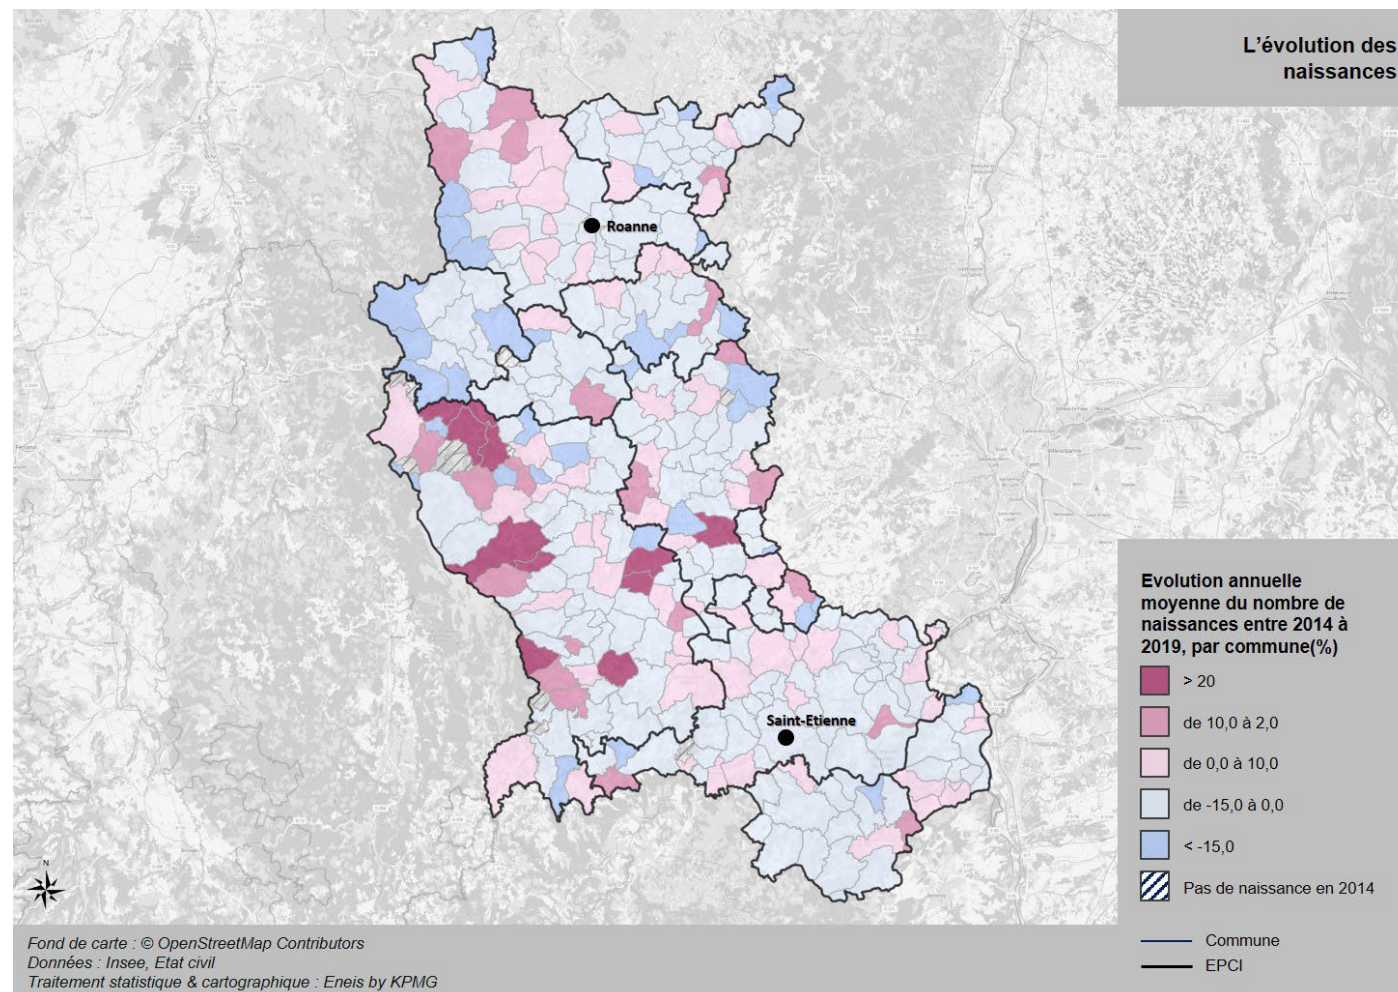 L'évolution des
naissances
Roanne
Saint-Etienne
Evolution annuelle
moyenne du nombre de
naissances entre 2014 à
2019, par commune(%)
> 20
de 10,0 à 2,0
de 0,0 à 10,0
de -15,0 à 0,0
< -15,0
Pas de naissance en 2014
Commune
EPCI
N
Fond de carte : © OpenStreetMap Contributors
Données : Insee, Etat civil
Traitement statistique & cartographique : Eneis by KPMG